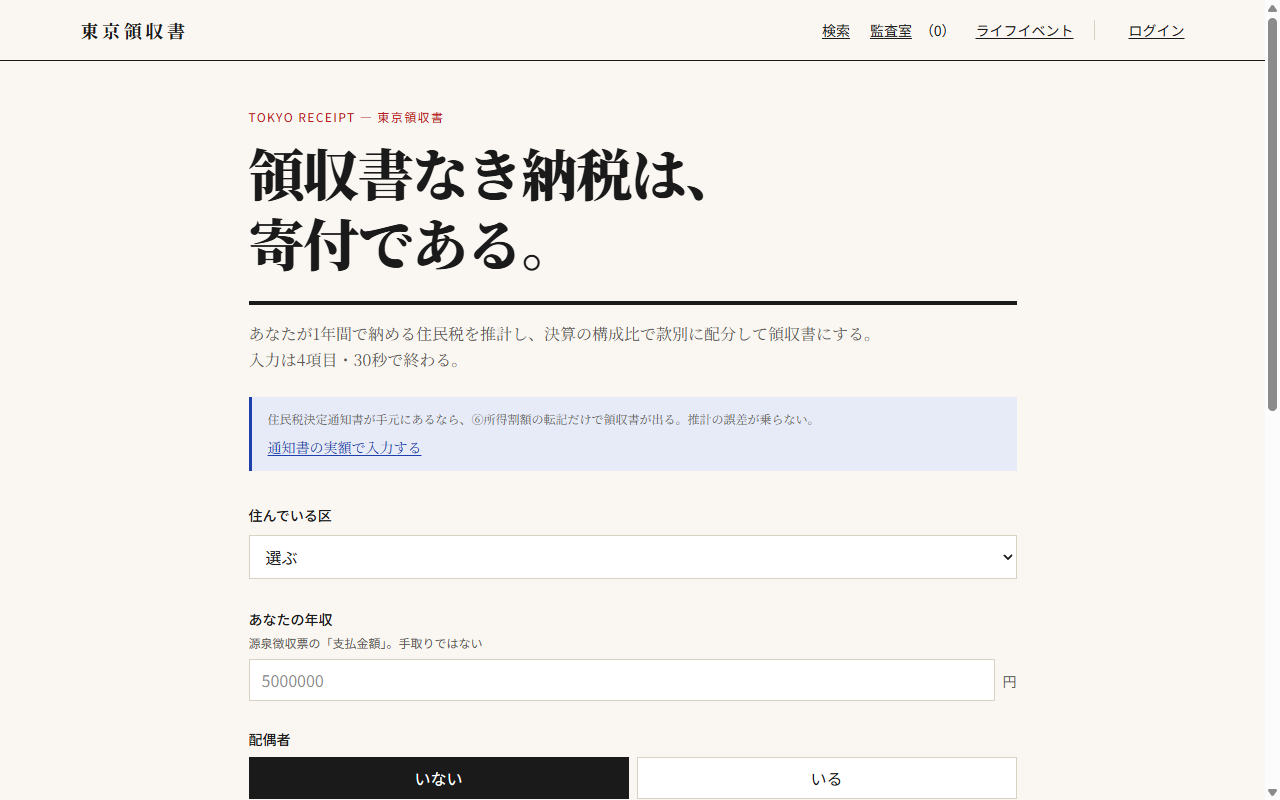 東京領収書
検索 監査室 （0） ライフイベント ログイン
TOKYO RECEIPT — 東京領収書
領収書なき納税は、
寄付である。
あなたが1年間で納める住民税を推計し、決算の構成比で款別に配分して領収書にする。
入力は4項目・30秒で終わる。
住民税決定通知書が手元にあるなら、⑥所得割額の転記だけで領収書が出る。推計の誤差が乗らない。
通知書の実額で入力する
住んでいる区
選ぶ
あなたの年収
源泉徴収票の「支払金額」。手取りではない
5000000 円
配偶者
いない いる